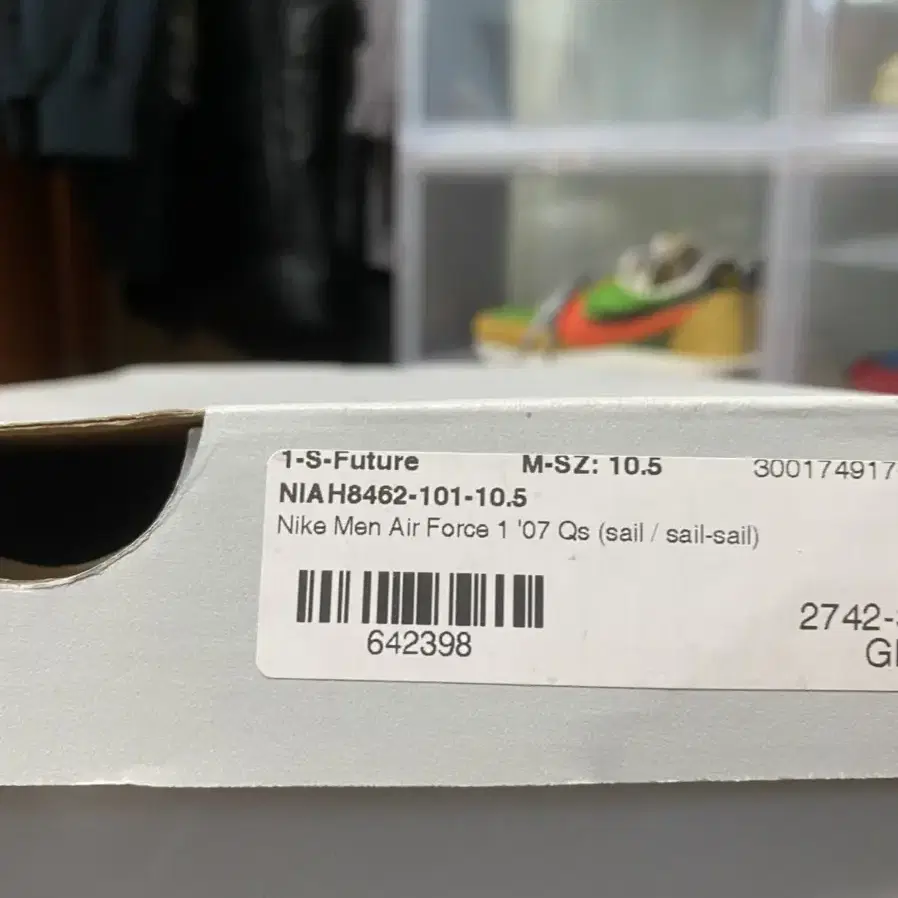 1-S-Future M-SZ: 10.5 300174917
NIAH8462-101-10.5
Nike Men Air Force 1 '07 Qs (sail / sail-sail)
642398
2742-